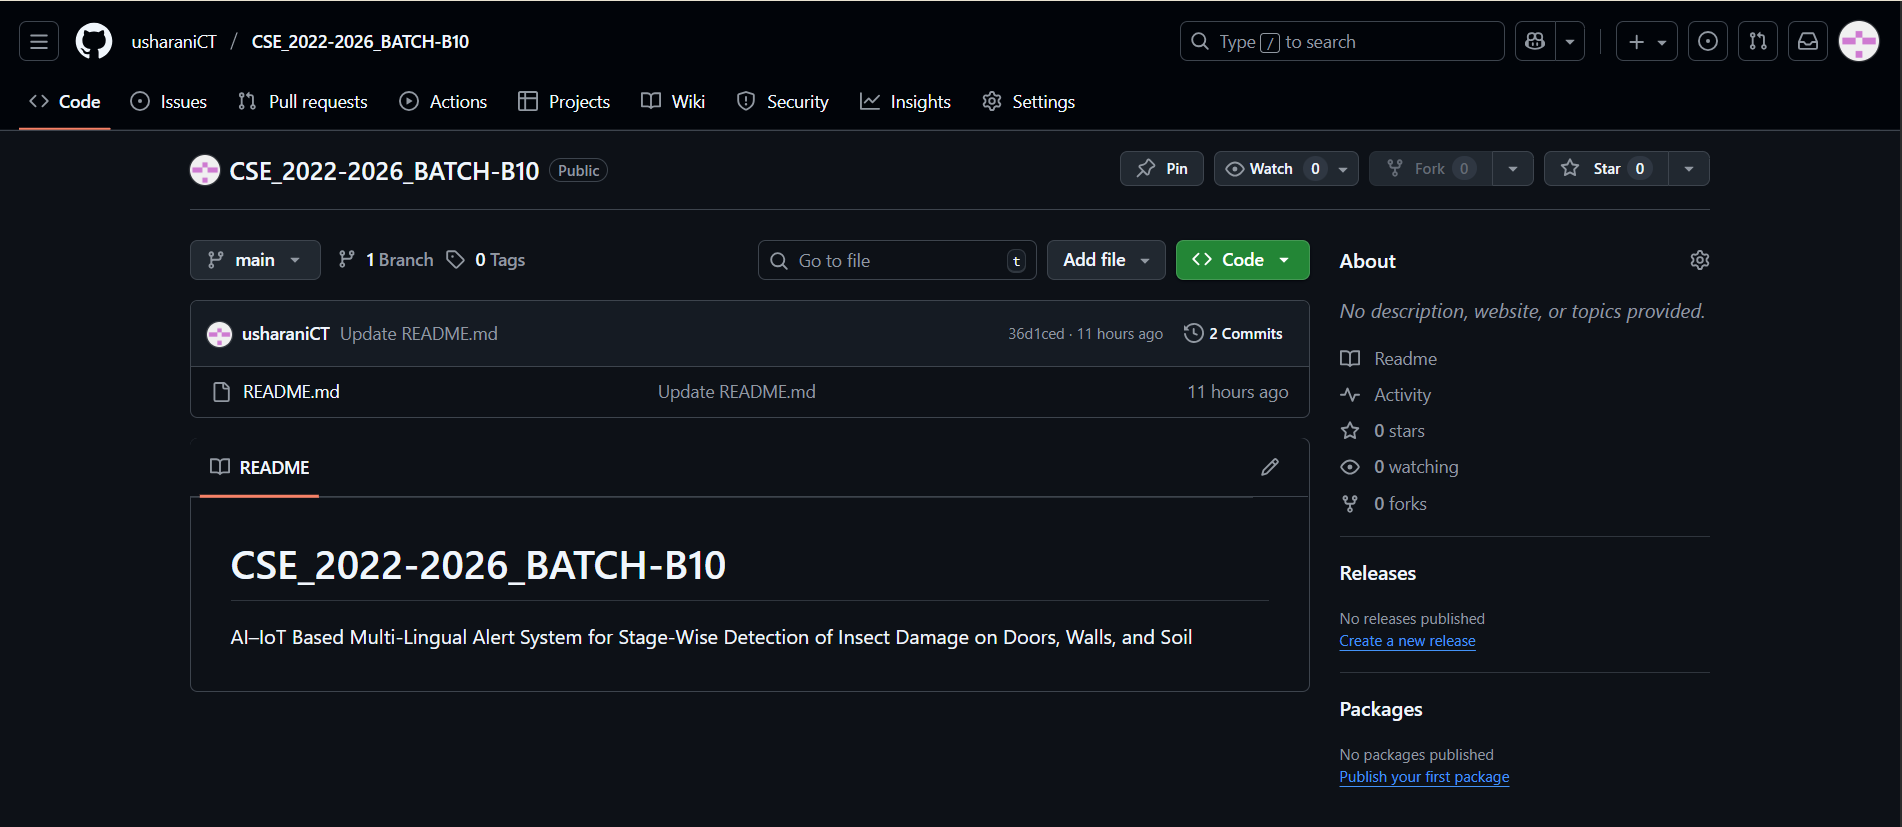 usharaniCT / CSE_2022-2026_BATCH-B10
Type / to search
Code Issues Pull requests Actions Projects Wiki Security Insights Settings
CSE_2022-2026_BATCH-B10 Public
Pin Watch 0 Fork 0 Star 0
main 1 Branch 0 Tags
Go to file t Add file Code
usharaniCT Update README.md 36d1ced · 11 hours ago 2 Commits
README.md Update README.md 11 hours ago
README
CSE_2022-2026_BATCH-B10
AI–IoT Based Multi-Lingual Alert System for Stage-Wise Detection of Insect Damage on Doors, Walls, and Soil
About
No description, website, or topics provided.
Readme
Activity
0 stars
0 watching
0 forks
Releases
No releases published
Create a new release
Packages
No packages published
Publish your first package